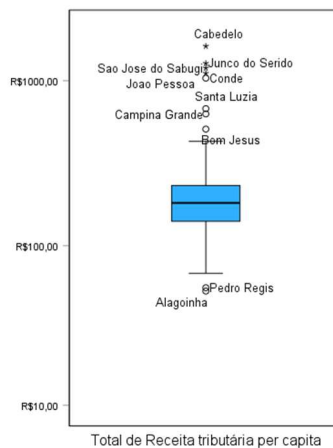 Cabedelo
Junco do Serido
Sao Jose do Sabugi
Conde
Joao Pessoa
Santa Luzia
Campina Grande
Bom Jesus
Pedro Regis
Alagoinha
R$1000,00
R$100,00
R$10,00
Total de Receita tributária per capita